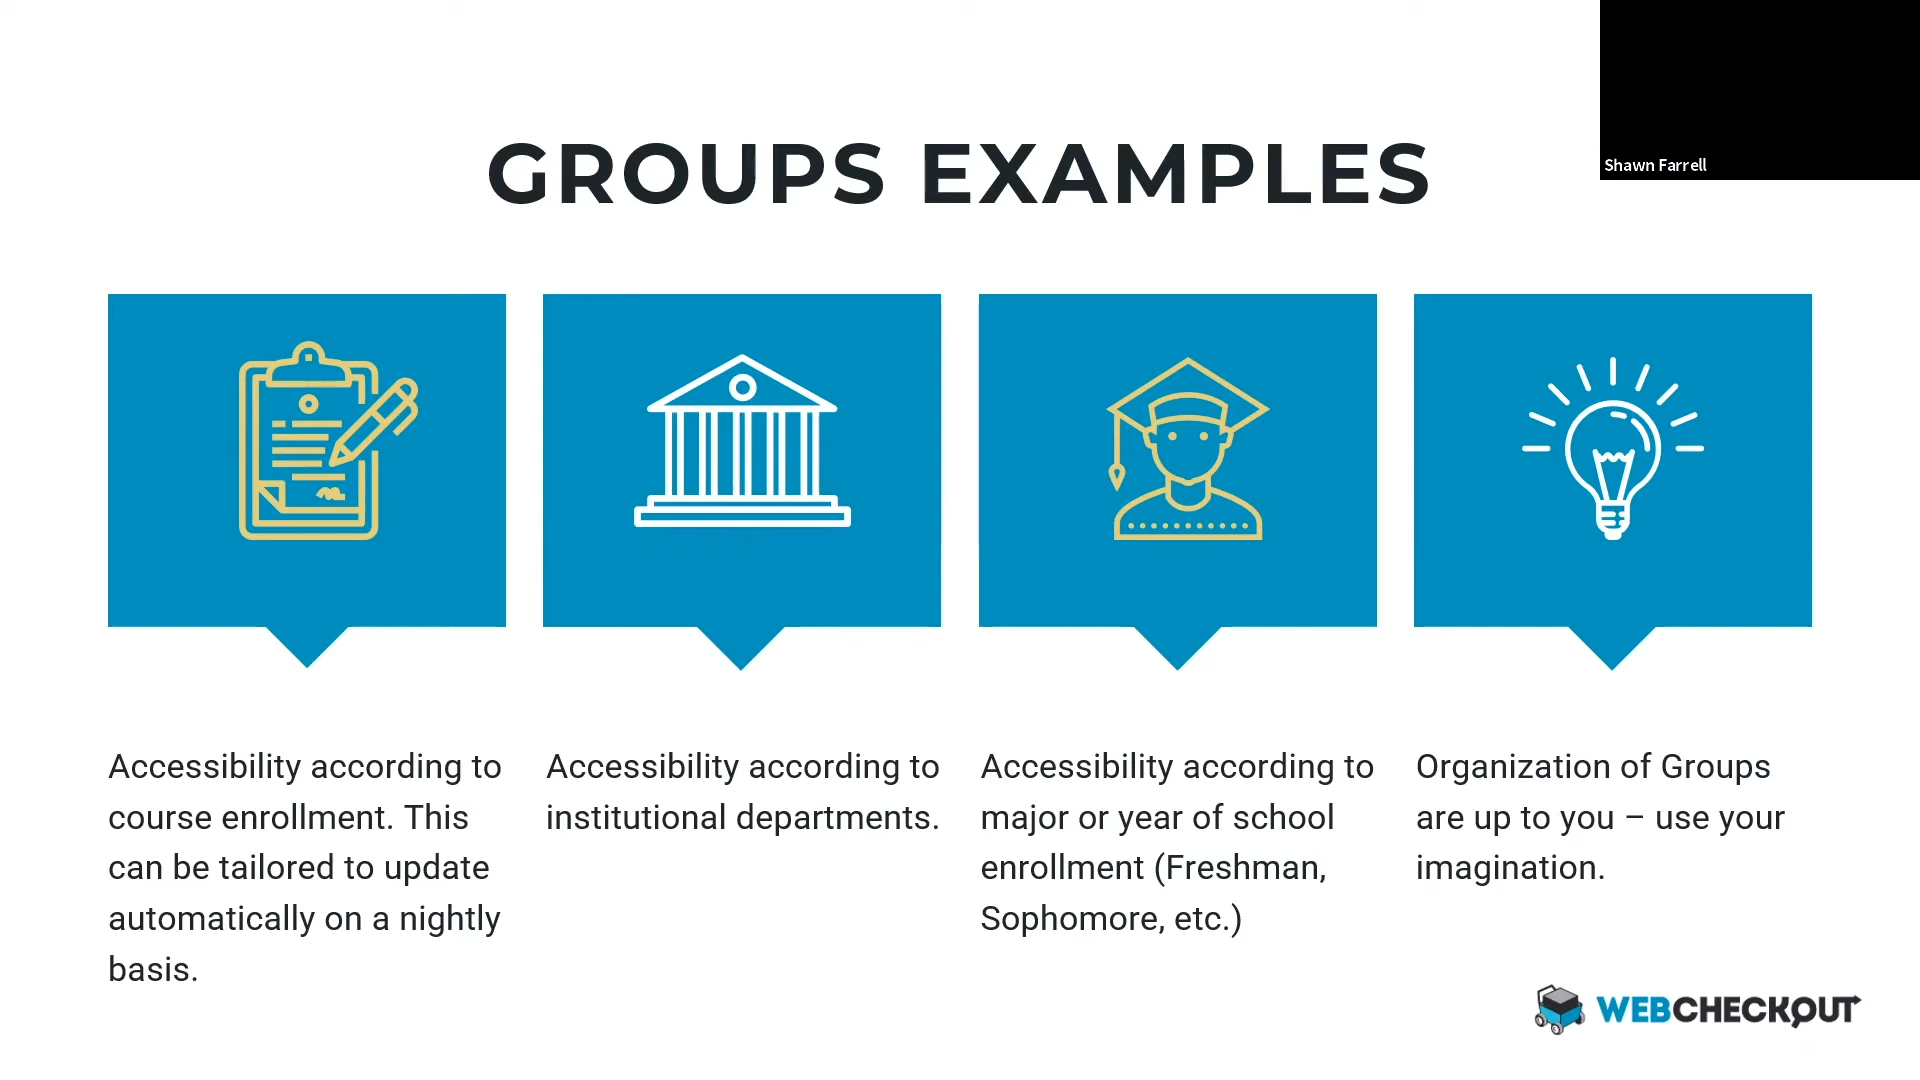 Shawn Farrell
GROUPS EXAMPLES
Accessibility according to
course enrollment. This
can be tailored to update
automatically on a nightly
basis.
Accessibility according to
institutional departments.
Accessibility according to
major or year of school
enrollment (Freshman,
Sophomore, etc.)
Organization of Groups
are up to you – use your
imagination.
WEBCHECKOUT